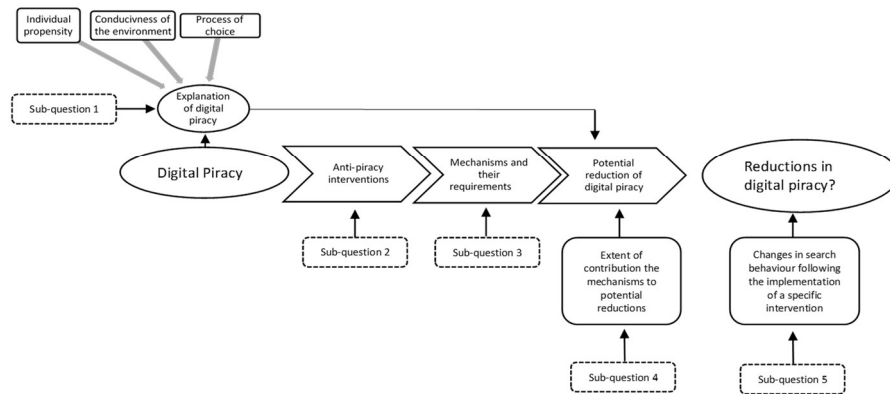 Individual
propensity
Conducivness of
the environment
Process of
choice
Sub-question 1
Explanation
of digital
piracy
Digital Piracy
Anti-piracy
interventions
Mechanisms and
their
requirements
Potential
reduction of
digital piracy
Reductions in
digital piracy?
Sub-question 2
Sub-question 3
Extent of
contribution the
mechanisms to
potential
reductions
Changes in search
behaviour following
the implementation
of a specific
intervention
Sub-question 4
Sub-question 5